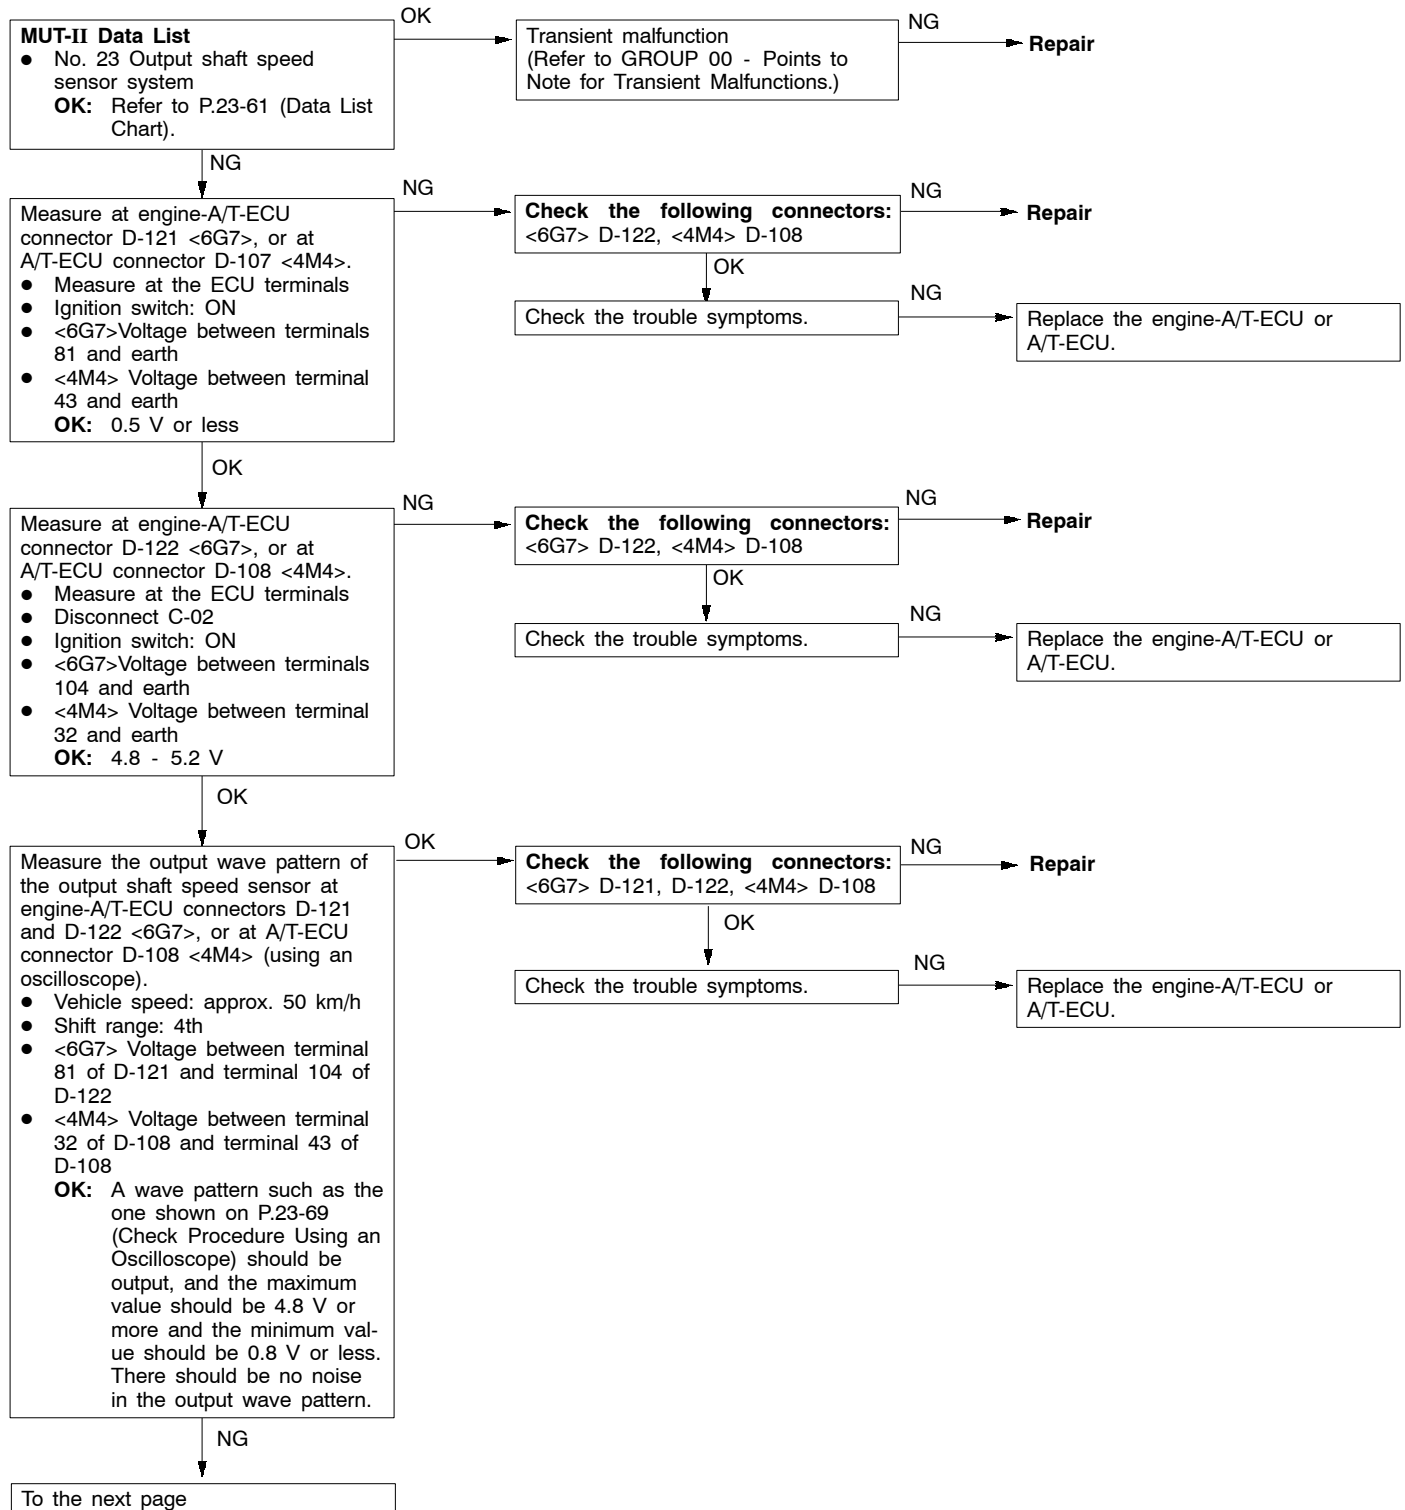 MUT-II Data List
● No. 23 Output shaft speed
sensor system
OK: Refer to P.23-61 (Data List
Chart).
OK
Transient malfunction
(Refer to GROUP 00 - Points to
Note for Transient Malfunctions.)
NG
Repair
NG
Measure at engine-A/T-ECU
connector D-121 <6G7>, or at
A/T-ECU connector D-107 <4M4>.
● Measure at the ECU terminals
● Ignition switch: ON
● <6G7>Voltage between terminals
81 and earth
● <4M4> Voltage between terminal
43 and earth
OK: 0.5 V or less
NG
Check the following connectors:
<6G7> D-122, <4M4> D-108
NG
Repair
OK
Check the trouble symptoms.
NG
Replace the engine-A/T-ECU or
A/T-ECU.
OK
Measure at engine-A/T-ECU
connector D-122 <6G7>, or at
A/T-ECU connector D-108 <4M4>.
● Measure at the ECU terminals
● Disconnect C-02
● Ignition switch: ON
● <6G7>Voltage between terminals
104 and earth
● <4M4> Voltage between terminal
32 and earth
OK: 4.8 - 5.2 V
NG
Check the following connectors:
<6G7> D-122, <4M4> D-108
NG
Repair
OK
Check the trouble symptoms.
NG
Replace the engine-A/T-ECU or
A/T-ECU.
OK
Measure the output wave pattern of
the output shaft speed sensor at
engine-A/T-ECU connectors D-121
and D-122 <6G7>, or at A/T-ECU
connector D-108 <4M4> (using an
oscilloscope).
● Vehicle speed: approx. 50 km/h
● Shift range: 4th
● <6G7> Voltage between terminal
81 of D-121 and terminal 104 of
D-122
● <4M4> Voltage between terminal
32 of D-108 and terminal 43 of
D-108
OK: A wave pattern such as the
one shown on P.23-69
(Check Procedure Using an
Oscilloscope) should be
output, and the maximum
value should be 4.8 V or
more and the minimum val-
ue should be 0.8 V or less.
There should be no noise
in the output wave pattern.
OK
Check the following connectors:
<6G7> D-121, D-122, <4M4> D-108
NG
Repair
OK
Check the trouble symptoms.
NG
Replace the engine-A/T-ECU or
A/T-ECU.
NG
To the next page